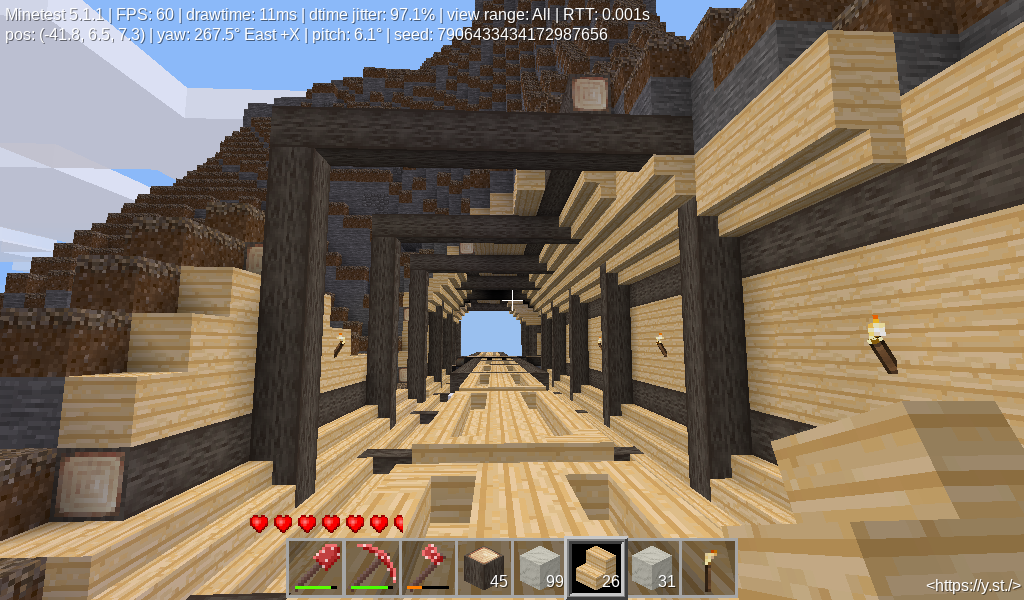 Minetest 5.1.1 | FPS: 60 | drawtime: 11ms | dtime jitter: 97.1% | view range: All | RTT: 0.001s
pos: (-41.8, 6.5, 7.3) | yaw: 267.5° East +X | pitch: 6.1° | seed: 7906433434172987656
45 99 26 31
<https://y.st./>